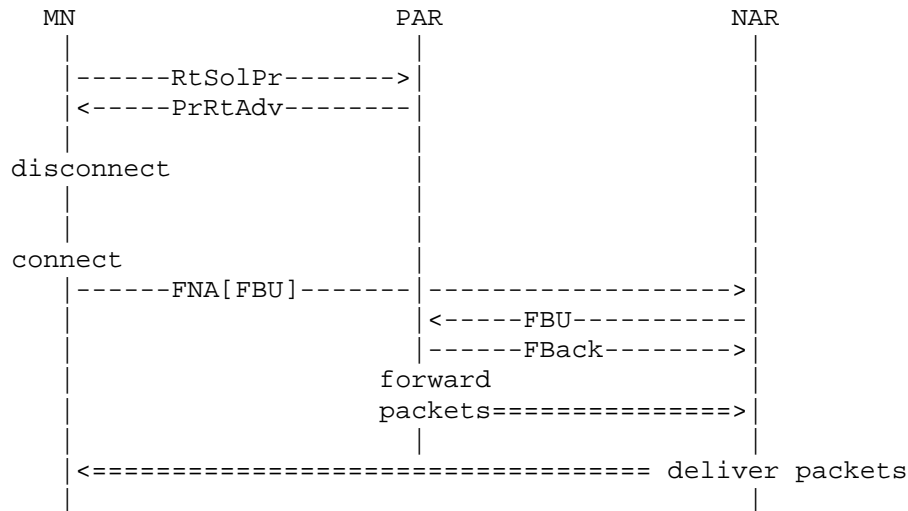 MN PAR NAR
|------RtSolPr------->|
|<-----PrRtAdv--------|
disconnect
connect
|------FNA[FBU]-------|------------------->|
|<-----FBU-----------|
|------FBack-------->|
forward
packets===============>|
|<=================================== deliver packets